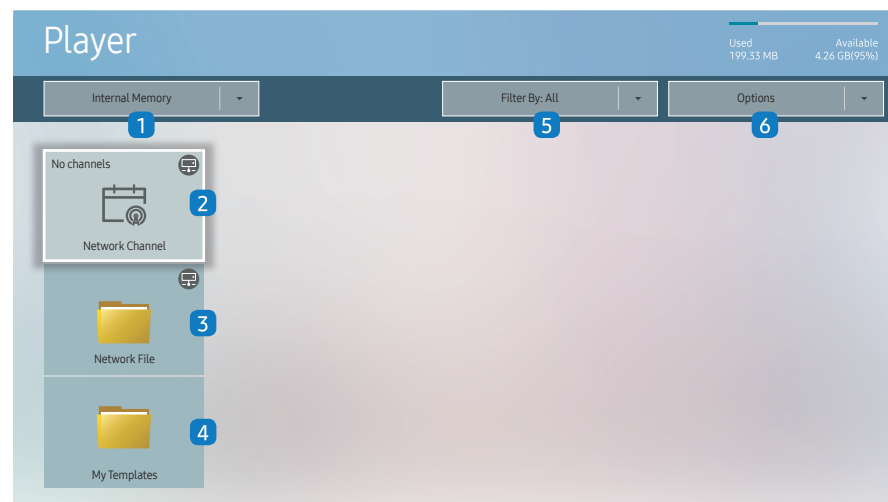 Player
Used Available
199.33 MB 4.26 GB(95%)
Internal Memory Filter By: All Options
1 5 6
No channels
2
Network Channel
3
Network File
4
My Templates